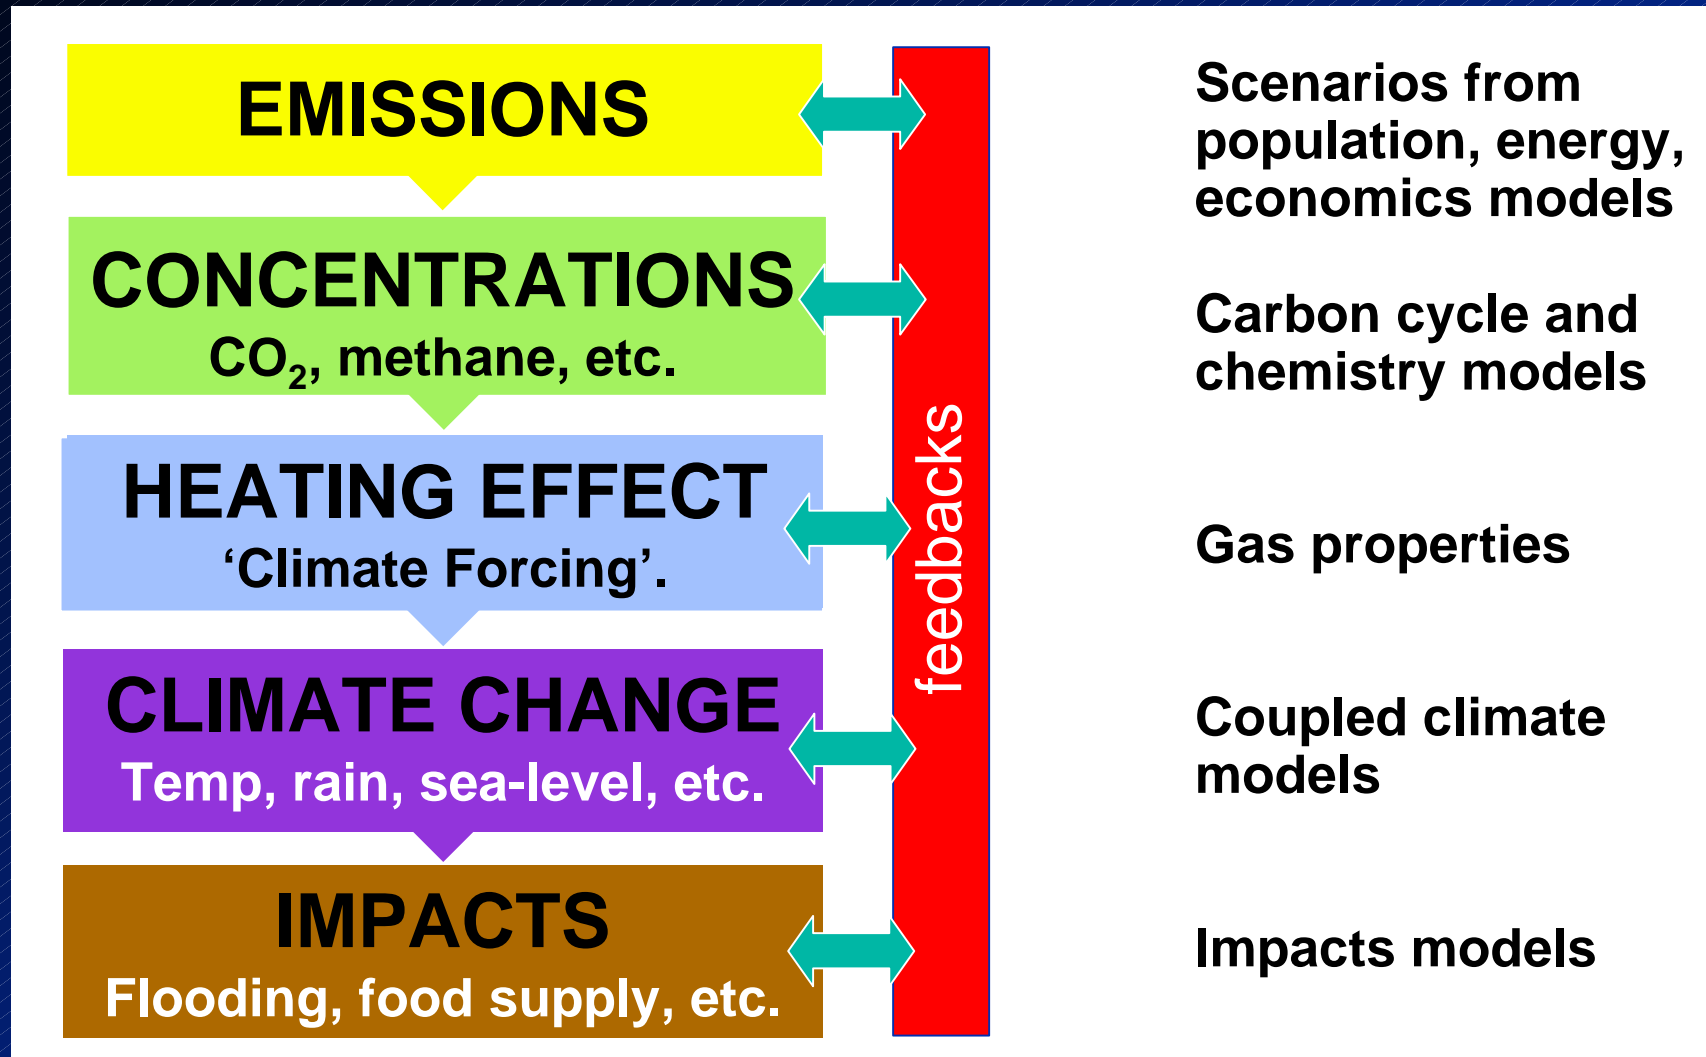 EMISSIONS
CONCENTRATIONS
CO₂, methane, etc.
HEATING EFFECT
‘Climate Forcing’.
CLIMATE CHANGE
Temp, rain, sea-level, etc.
IMPACTS
Flooding, food supply, etc.
feedbacks
Scenarios from
population, energy,
economics models
Carbon cycle and
chemistry models
Gas properties
Coupled climate
models
Impacts models